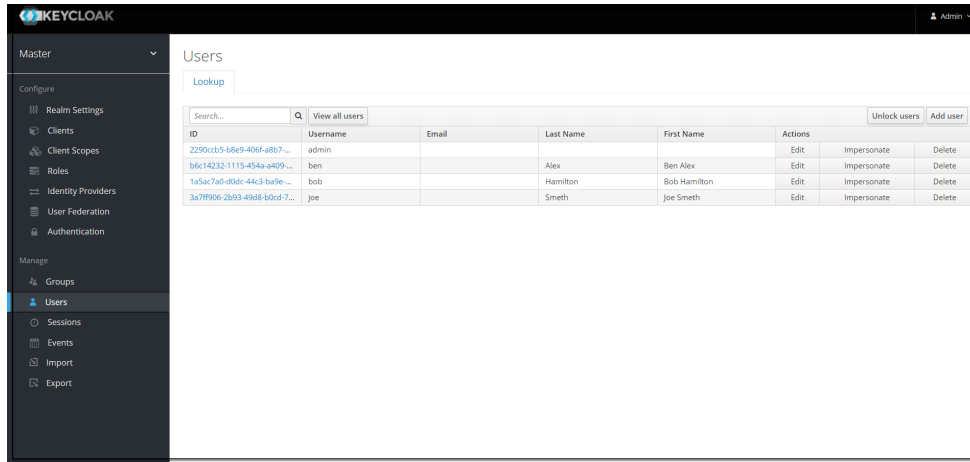 KEYCLOAK
Admin
Master
Users
Lookup
Configure
Realm Settings
Clients
Client Scopes
Roles
Identity Providers
User Federation
Authentication
Manage
Groups
Users
Sessions
Events
Import
Export
Search... View all users Unlock users Add user
ID Username Email Last Name First Name Actions
2290ccb5-b8e9-406f-a8b7-... admin Edit Impersonate Delete
b6c14232-1115-454a-a409-... ben Alex Ben Alex Edit Impersonate Delete
1a5ac7a0-d0dc-44c3-ba9e-... bob Hamilton Bob Hamilton Edit Impersonate Delete
3a7ff906-2b93-49d8-b0cd-7... joe Smeth Joe Smeth Edit Impersonate Delete